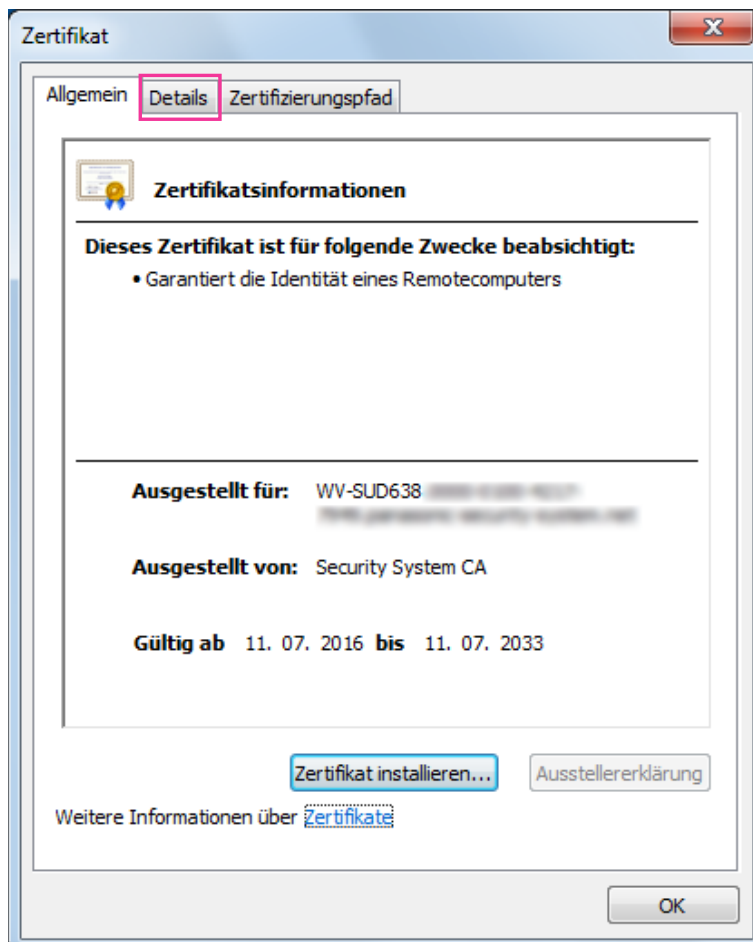 Zertifikat
Allgemein Details Zertifizierungspfad
Zertifikatsinformationen
Dieses Zertifikat ist für folgende Zwecke beabsichtigt:
• Garantiert die Identität eines Remotecomputers
Ausgestellt für: WV-SUD638
Ausgestellt von: Security System CA
Gültig ab 11. 07. 2016 bis 11. 07. 2033
Zertifikat installieren... Ausstellererklärung
Weitere Informationen über Zertifikate
OK